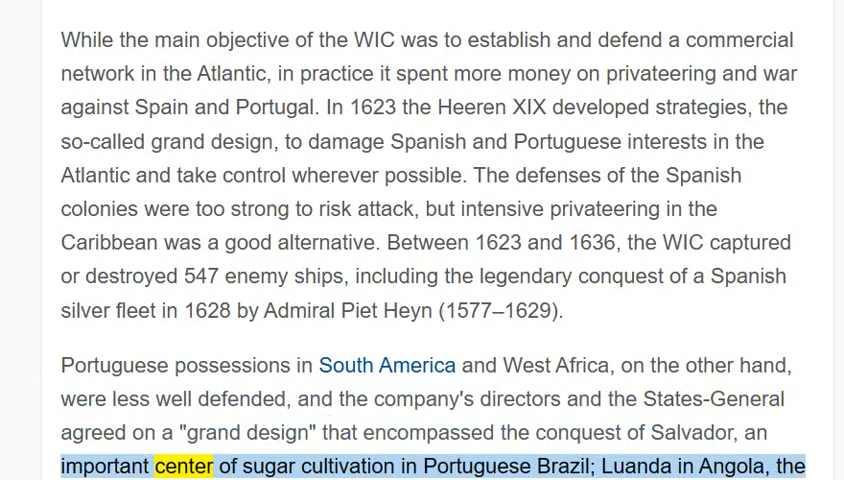 While the main objective of the WIC was to establish and defend a commercial
network in the Atlantic, in practice it spent more money on privateering and war
against Spain and Portugal. In 1623 the Heeren XIX developed strategies, the
so-called grand design, to damage Spanish and Portuguese interests in the
Atlantic and take control wherever possible. The defenses of the Spanish
colonies were too strong to risk attack, but intensive privateering in the
Caribbean was a good alternative. Between 1623 and 1636, the WIC captured
or destroyed 547 enemy ships, including the legendary conquest of a Spanish
silver fleet in 1628 by Admiral Piet Heyn (1577–1629).
Portuguese possessions in South America and West Africa, on the other hand,
were less well defended, and the company's directors and the States-General
agreed on a "grand design" that encompassed the conquest of Salvador, an
important center of sugar cultivation in Portuguese Brazil; Luanda in Angola, the